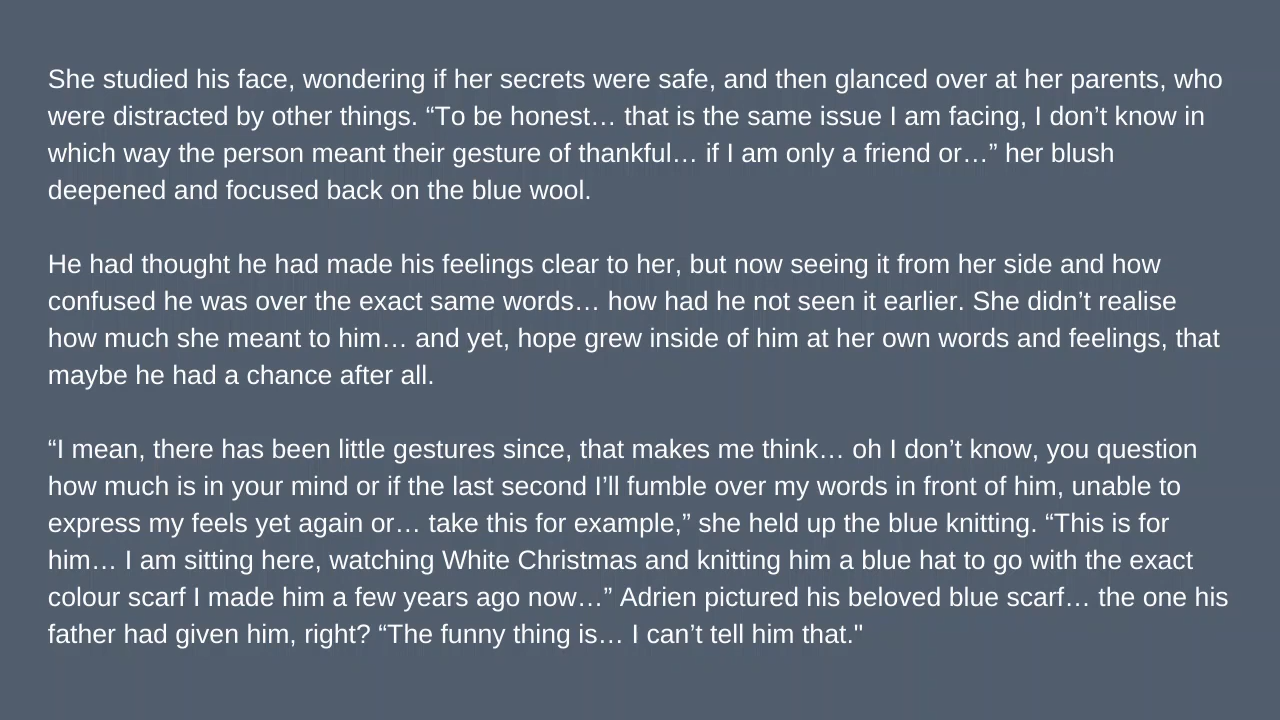 She studied his face, wondering if her secrets were safe, and then glanced over at her parents, who
were distracted by other things. “To be honest… that is the same issue I am facing, I don’t know in
which way the person meant their gesture of thankful… if I am only a friend or…” her blush
deepened and focused back on the blue wool.

He had thought he had made his feelings clear to her, but now seeing it from her side and how
confused he was over the exact same words… how had he not seen it earlier. She didn’t realise
how much she meant to him… and yet, hope grew inside of him at her own words and feelings, that
maybe he had a chance after all.

“I mean, there has been little gestures since, that makes me think… oh I don’t know, you question
how much is in your mind or if the last second I’ll fumble over my words in front of him, unable to
express my feels yet again or… take this for example,” she held up the blue knitting. “This is for
him… I am sitting here, watching White Christmas and knitting him a blue hat to go with the exact
colour scarf I made him a few years ago now…” Adrien pictured his beloved blue scarf… the one his
father had given him, right? “The funny thing is… I can’t tell him that."